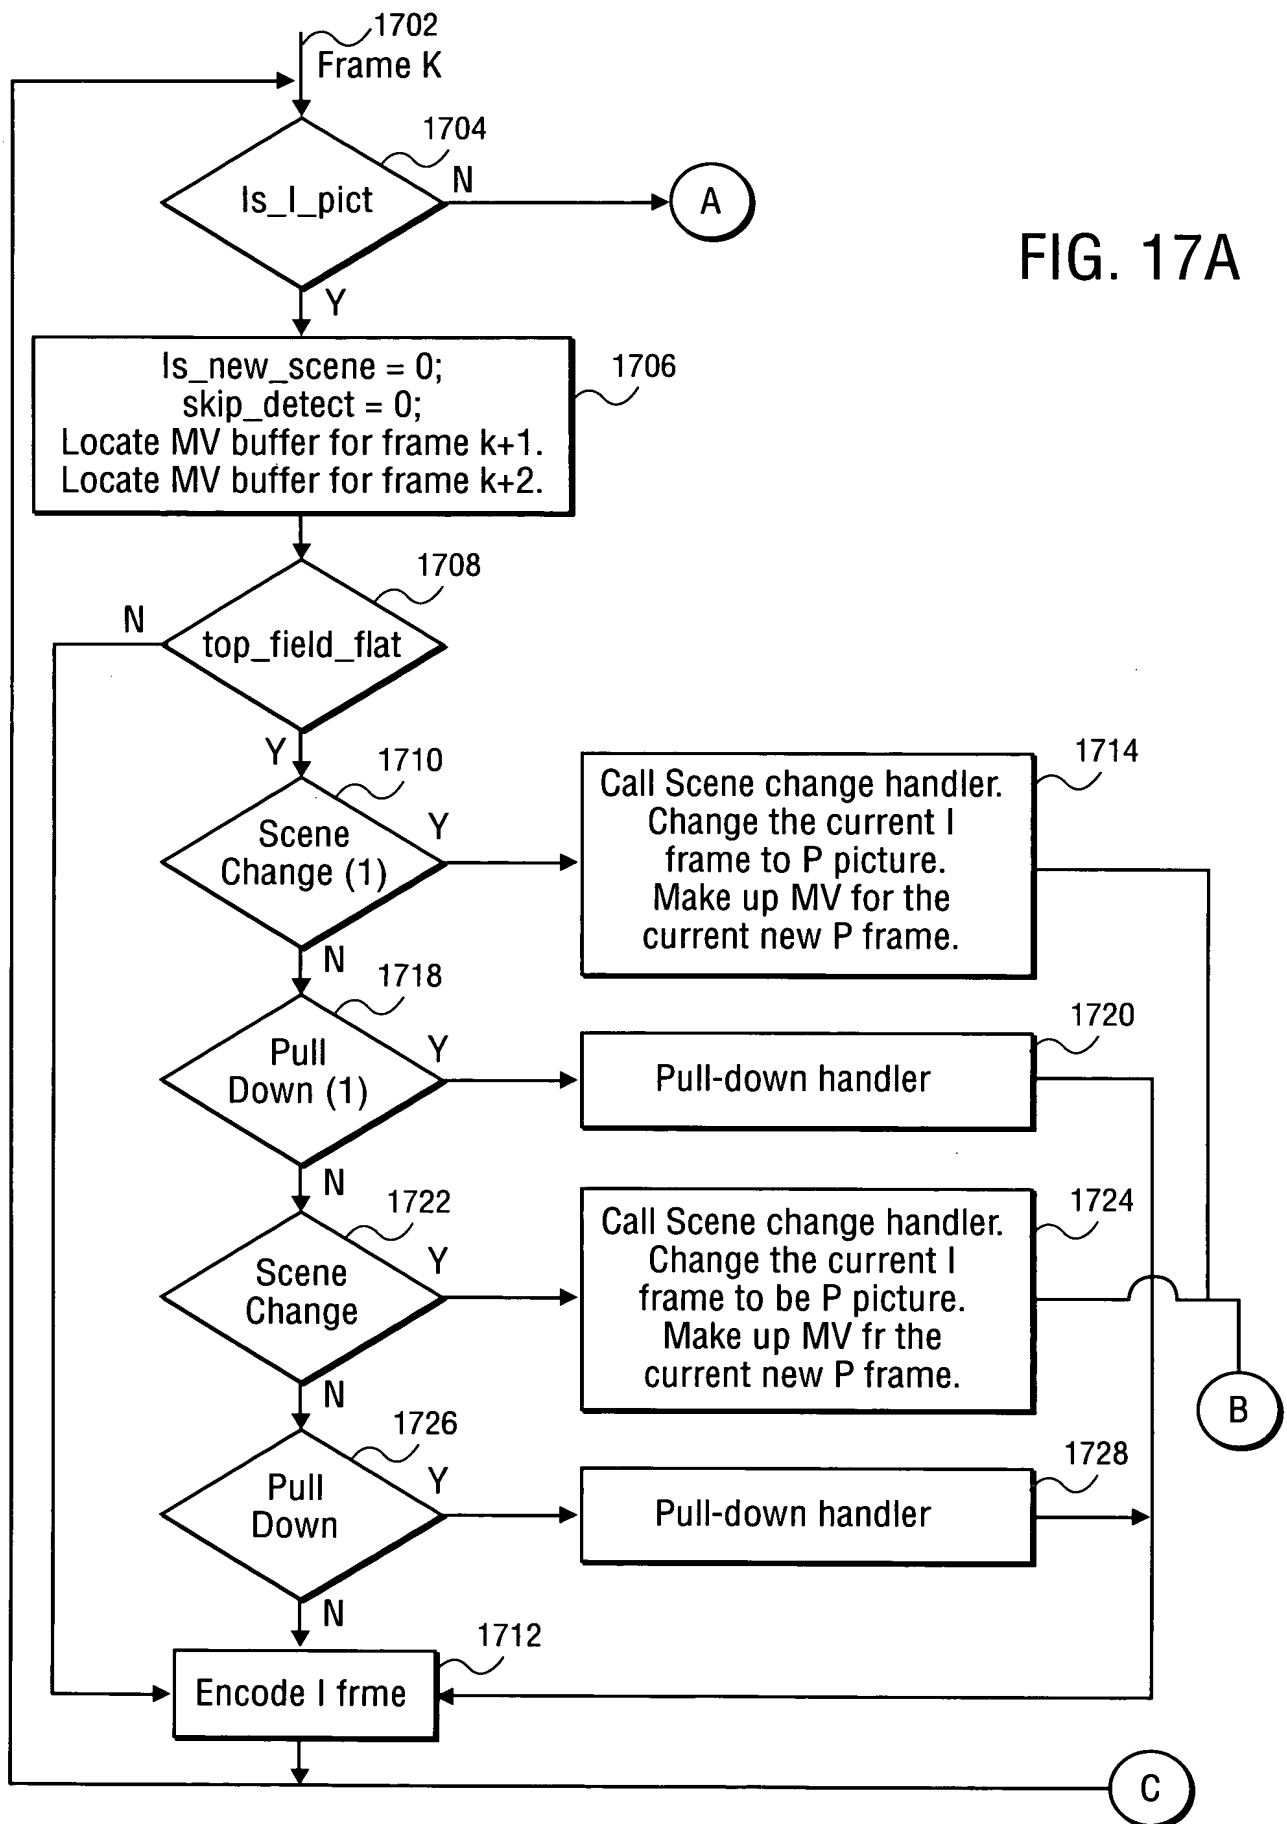 1702
Frame K
1704
Is_I_pict
N
A
FIG. 17A
Y
Is_new_scene = 0;
skip_detect = 0;
Locate MV buffer for frame k+1.
Locate MV buffer for frame k+2.
1706
1708
N
top_field_flat
Y
1710
Scene
Change (1)
Y
Call Scene change handler.
Change the current I
frame to P picture.
Make up MV for the
current new P frame.
1714
N
1718
Pull
Down (1)
Y
Pull-down handler
1720
N
1722
Scene
Change
Y
Call Scene change handler.
Change the current I
frame to be P picture.
Make up MV fr the
current new P frame.
1724
B
N
1726
Pull
Down
Y
Pull-down handler
1728
N
1712
Encode I frme
C